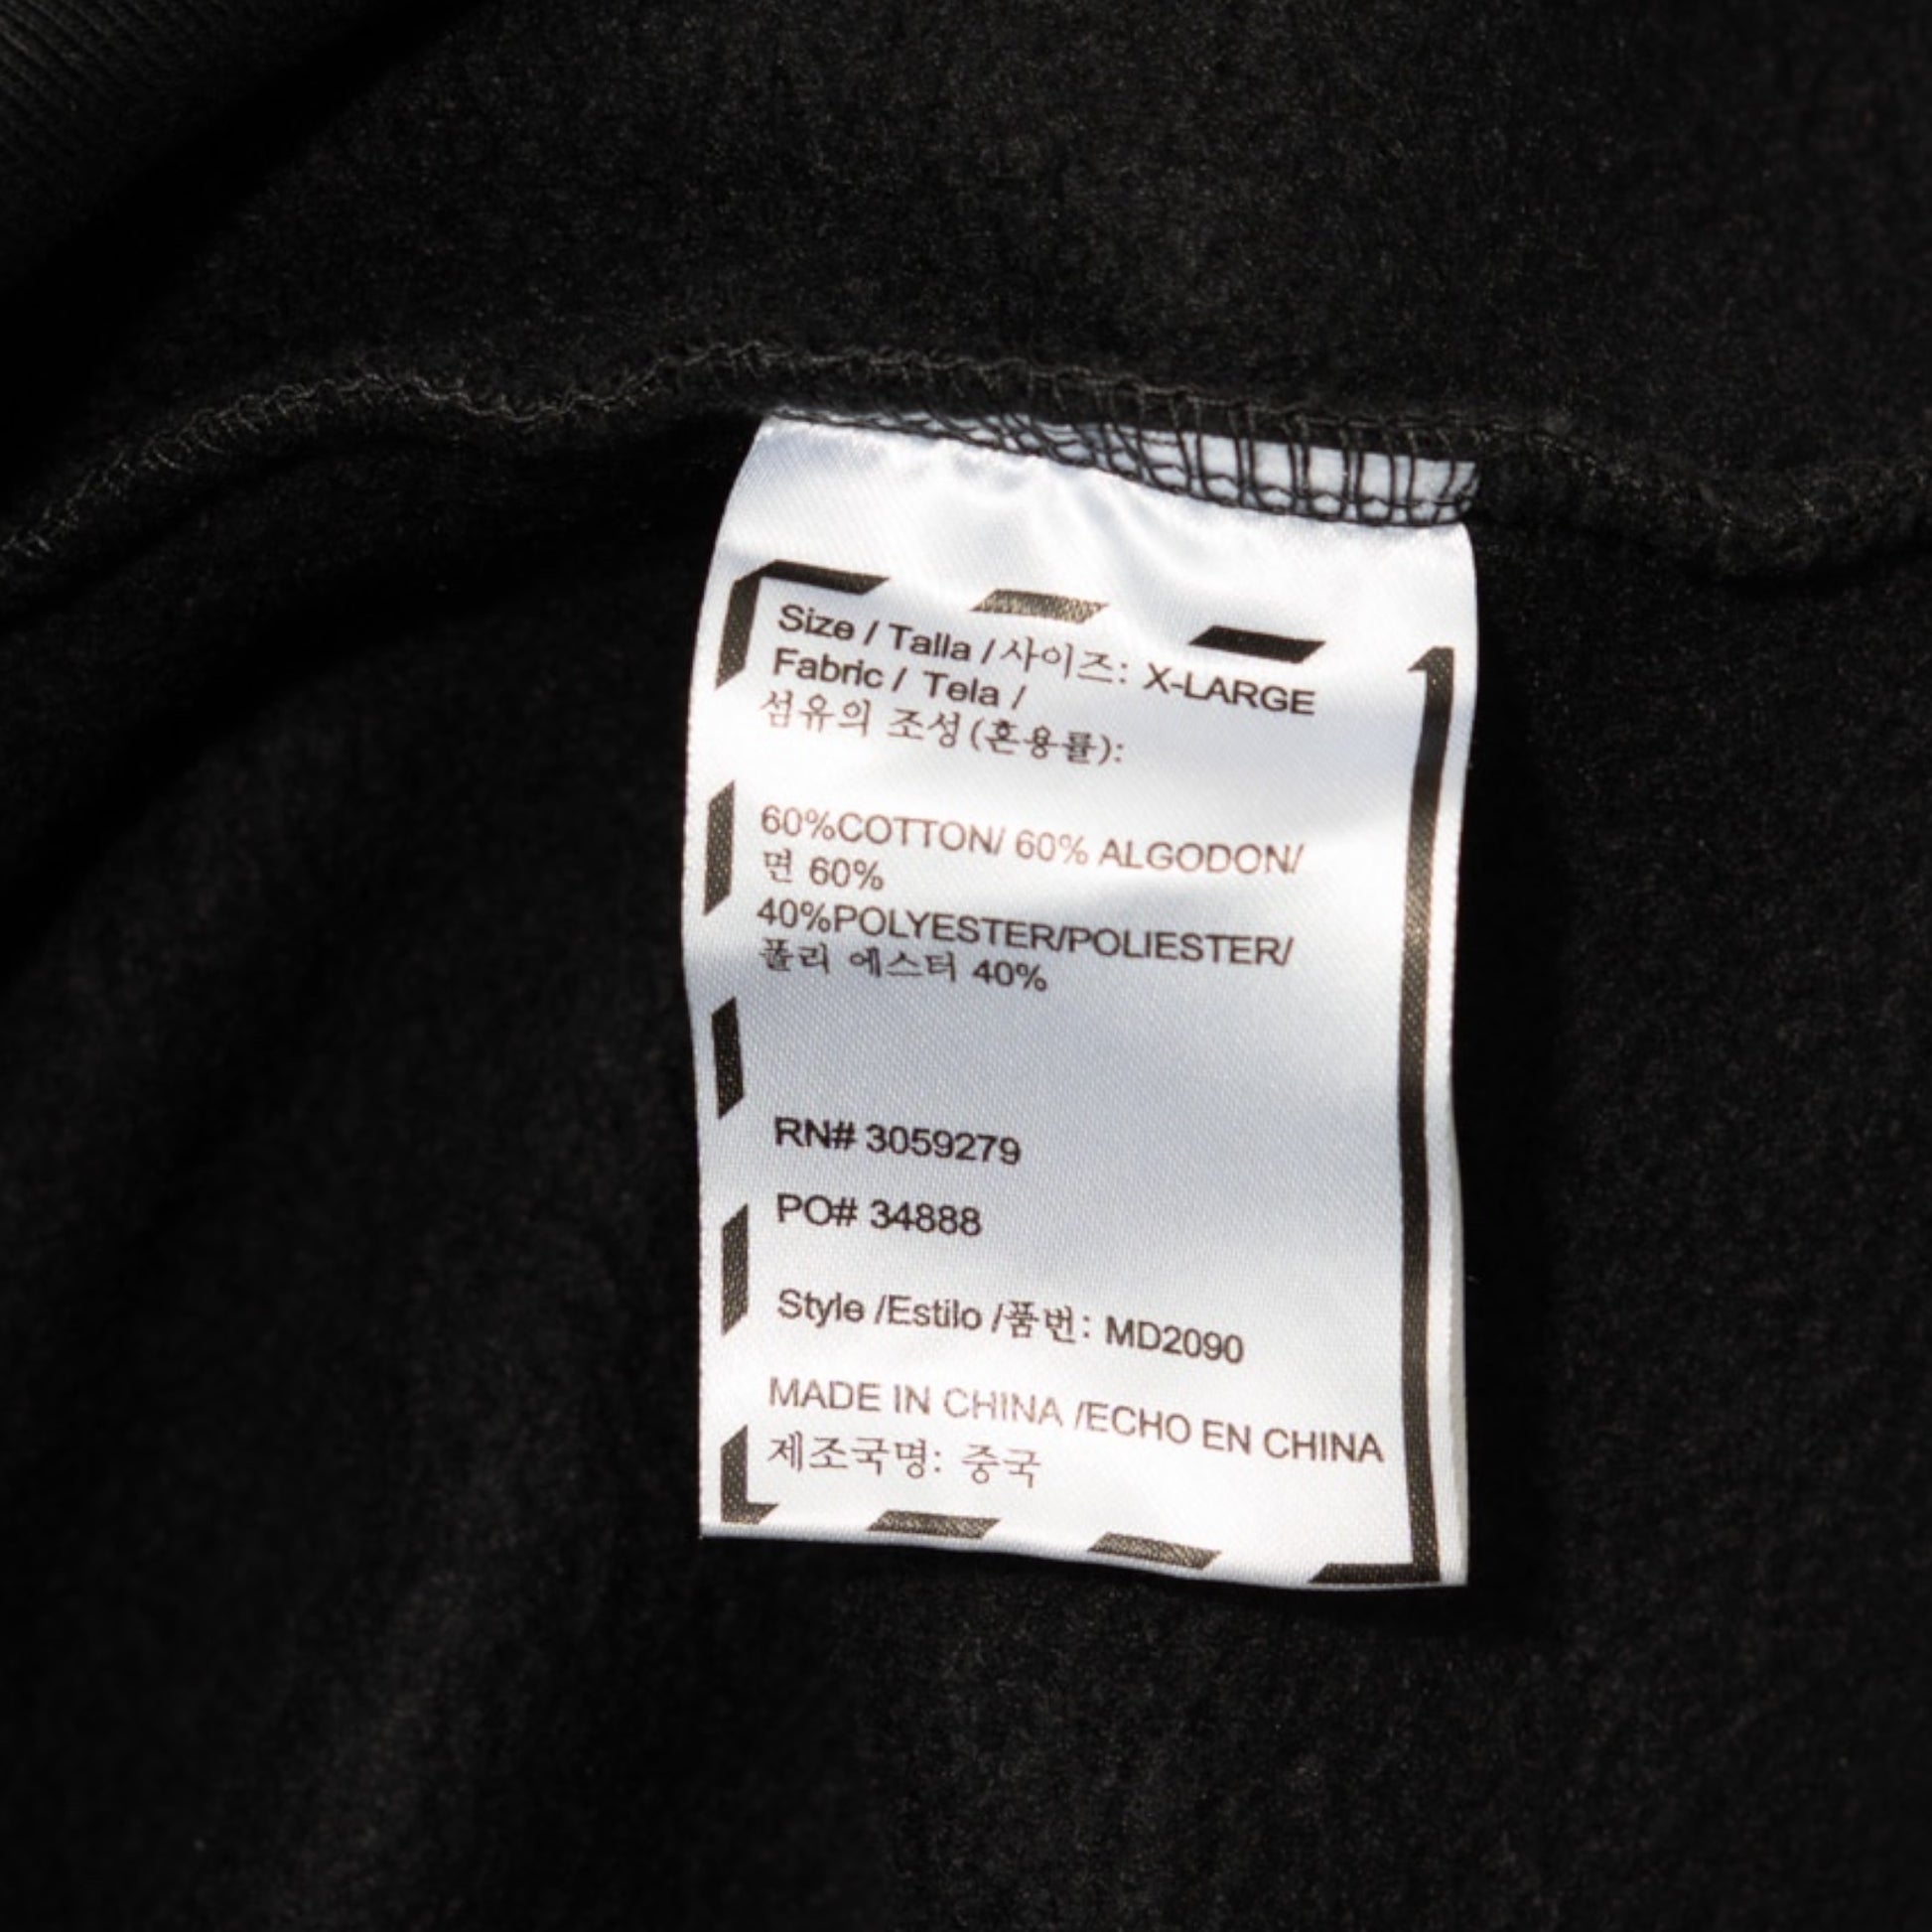 Size / Talla /사이즈: X-LARGE
Fabric / Tela /
섬유의 조성(혼용률):
60%COTTON/ 60% ALGODON/
면 60%
40%POLYESTER/POLIESTER/
폴리 에스터 40%
RN# 3059279
PO# 34888
Style /Estilo /품번: MD2090
MADE IN CHINA /ECHO EN CHINA
제조국명: 중국